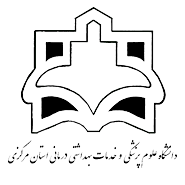 دانشگاه علوم پزشکی و خدمات بهداشتی درمانی استان مرکزی